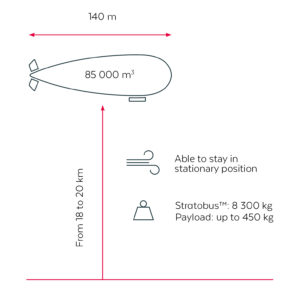 140 m
85 000 m³
From 18 to 20 km
Able to stay in
stationary position
Stratobus™: 8 300 kg
Payload: up to 450 kg